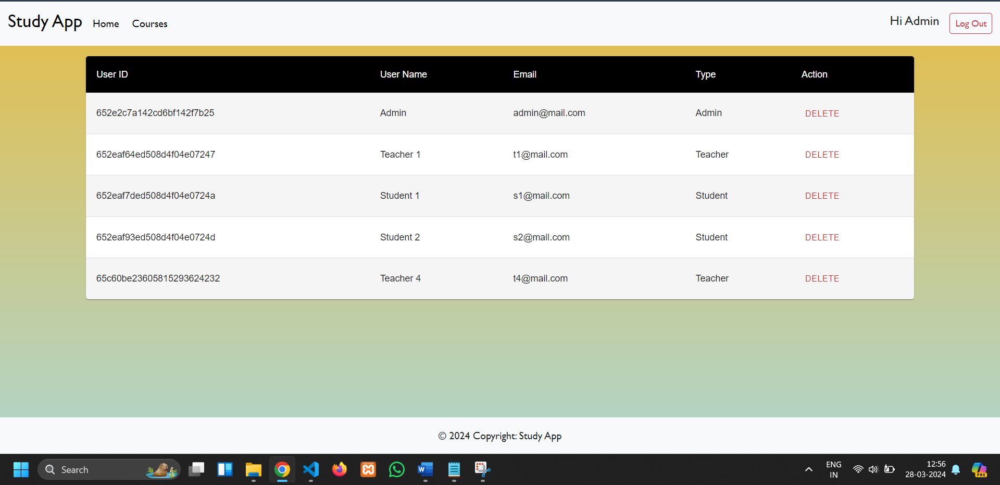 Study App Home Courses Hi Admin Log Out
User ID User Name Email Type Action
652e2c7a142cd6bf142f7b25 Admin admin@mail.com Admin DELETE
652eaf64ed508d4f04e07247 Teacher 1 t1@mail.com Teacher DELETE
652eaf7ded508d4f04e0724a Student 1 s1@mail.com Student DELETE
652eaf93ed508d4f04e0724d Student 2 s2@mail.com Student DELETE
65c60be23605815293624232 Teacher 4 t4@mail.com Teacher DELETE
© 2024 Copyright: Study App
Search W ENG 12:56
IN 28-03-2024 PRE